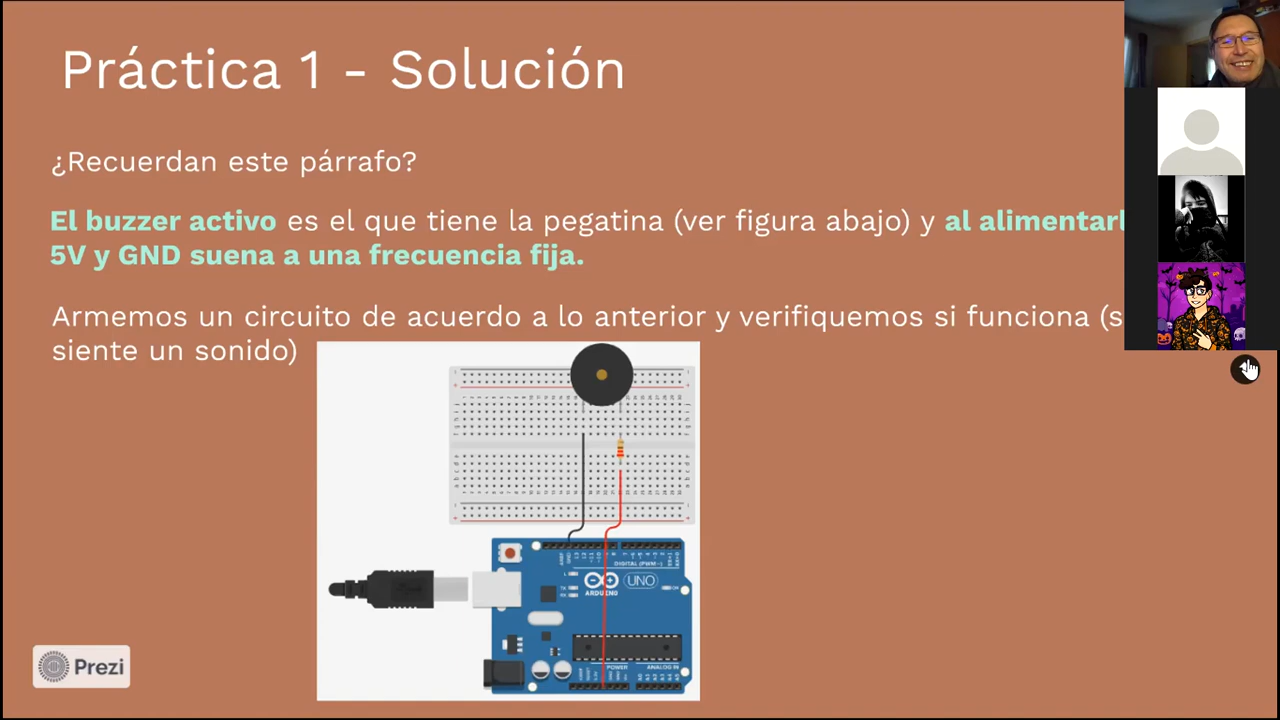 Práctica 1 - Solución
¿Recuerdan este párrafo?
El buzzer activo es el que tiene la pegatina (ver figura abajo) y al alimentarl
5V y GND suena a una frecuencia fija.
Armemos un circuito de acuerdo a lo anterior y verifiquemos si funciona (s
siente un sonido)
DIGITAL (PWM~)
UNO
ARDUINO
POWER
ANALOG IN
Prezi